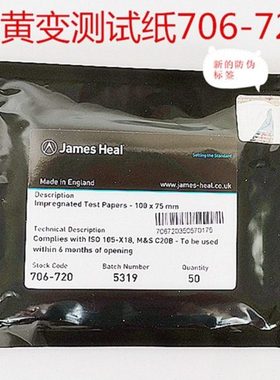 黄变测试纸706-72
新的防伪
标签
James Heal
Setting the Standard
Made in England
www.james-heal.co.uk
Description
Impregnated Test Papers - 100 x 75 mm
706720350570175
Technical Description
Complies with ISO 105-X18, M&S C20B - To be used
within 6 months of opening
Stock Code
Batch Number
Quantity
706-720
5319
50